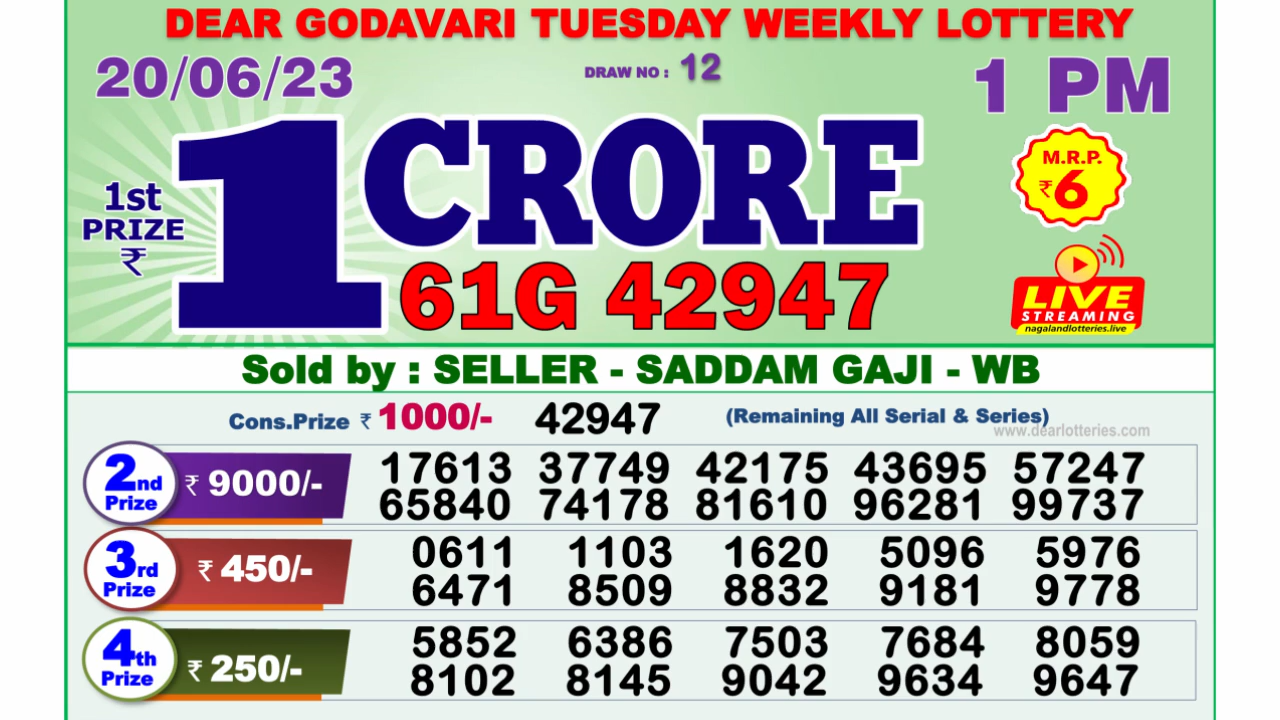 DEAR GODAVARI TUESDAY WEEKLY LOTTERY
20/06/23
DRAW NO : 12
1 PM
1 CRORE
1st
PRIZE
₹
M.R.P.
₹6
61G 42947
LIVE
STREAMING
nagalandlotteries.live
Sold by : SELLER - SADDAM GAJI - WB
Cons.Prize ₹ 1000/- 42947 (Remaining All Serial & Series)
www.dearlotteries.com
2nd Prize ₹ 9000/-
17613 37749 42175 43695 57247
65840 74178 81610 96281 99737
3rd Prize ₹ 450/-
0611 1103 1620 5096 5976
6471 8509 8832 9181 9778
4th Prize ₹ 250/-
5852 6386 7503 7684 8059
8102 8145 9042 9634 9647